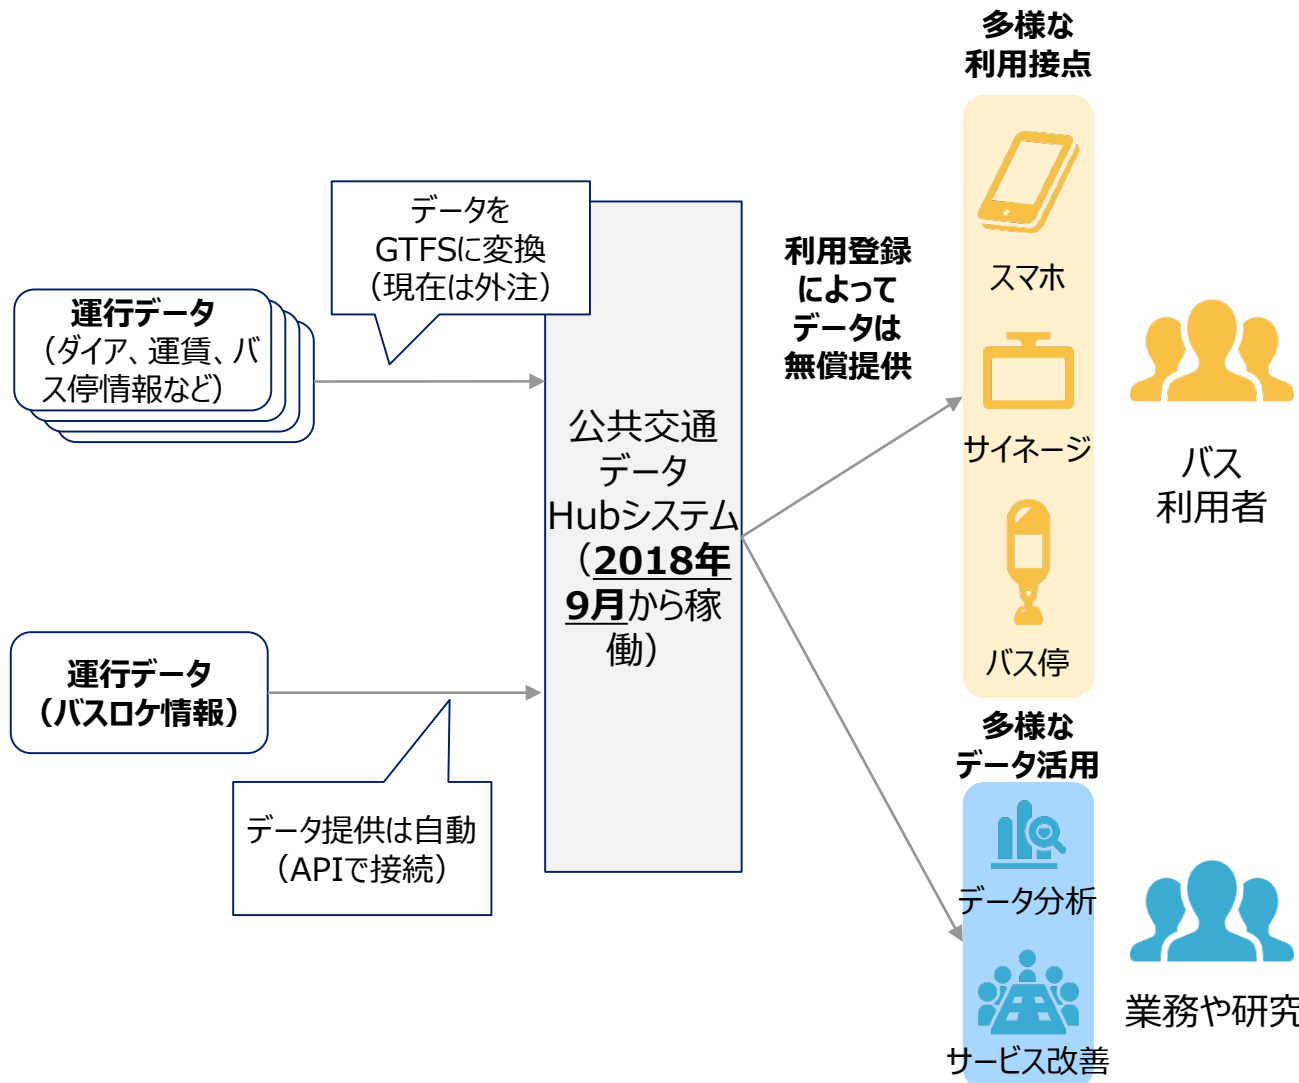 多様な
利用接点
スマホ
サイネージ
バス停
データを
GTFSに変換
（現在は外注）
運行データ
（ダイア、運賃、バ
ス停情報など）
利用登録
によって
データは
無償提供
公共交通
データ
Hubシステム
（2018年
9月から稼
働）
バス
利用者
運行データ
（バスロケ情報）
データ提供は自動
（APIで接続）
多様な
データ活用
データ分析
サービス改善
業務や研究